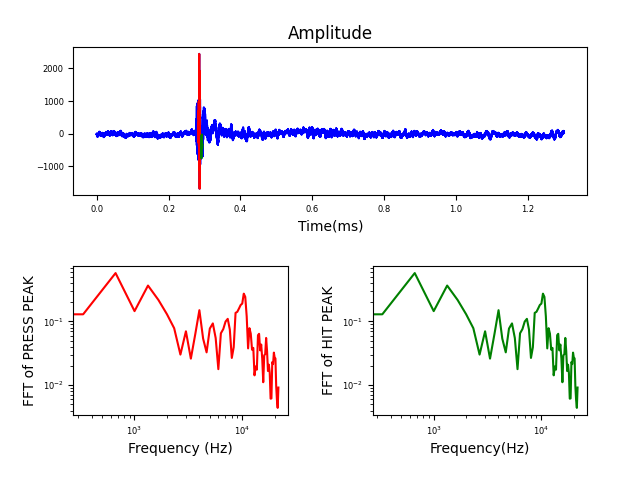 Amplitude
2000
1000
0
−1000
0.0 0.2 0.4 0.6 0.8 1.0 1.2
Time(ms)
FFT of PRESS PEAK
10⁻¹
10⁻²
10³ 10⁴
Frequency (Hz)
FFT of HIT PEAK
10⁻¹
10⁻²
10³ 10⁴
Frequency(Hz)